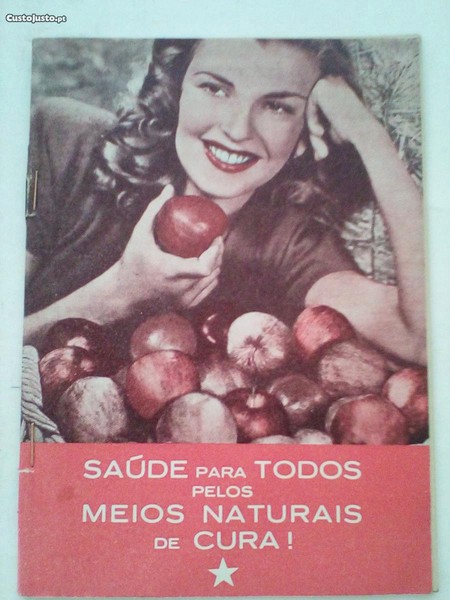 CustoJusto.pt
SAÚDE PARA TODOS
PELOS
MEIOS NATURAIS
DE CURA!